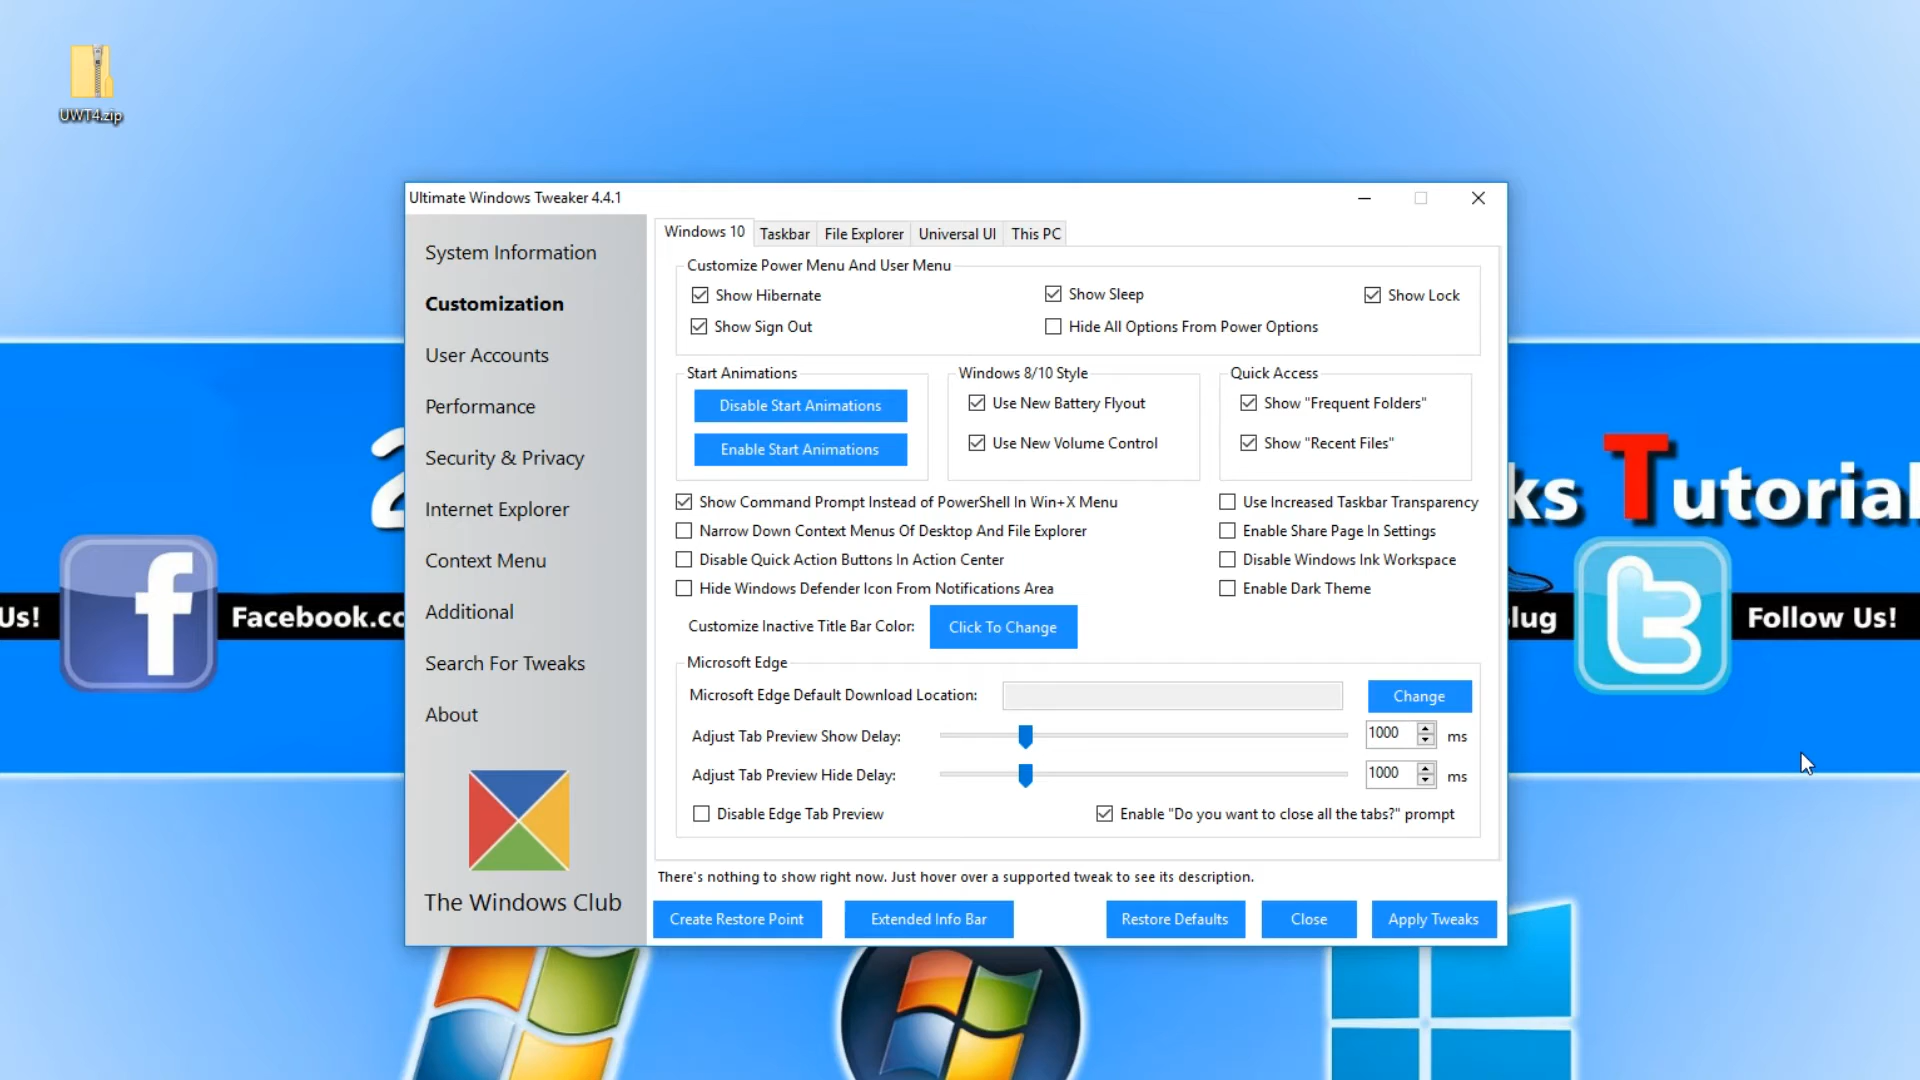 UWT4.zip
Ultimate Windows Tweaker 4.4.1
System Information
Customization
User Accounts
Performance
Security & Privacy
Internet Explorer
Context Menu
Additional
Search For Tweaks
About
The Windows Club
Windows 10
Taskbar
File Explorer
Universal UI
This PC
Customize Power Menu And User Menu
Show Hibernate
Show Sleep
Show Lock
Show Sign Out
Hide All Options From Power Options
Start Animations
Disable Start Animations
Enable Start Animations
Windows 8/10 Style
Use New Battery Flyout
Use New Volume Control
Quick Access
Show "Frequent Folders"
Show "Recent Files"
Show Command Prompt Instead of PowerShell In Win+X Menu
Use Increased Taskbar Transparency
Narrow Down Context Menus Of Desktop And File Explorer
Enable Share Page In Settings
Disable Quick Action Buttons In Action Center
Disable Windows Ink Workspace
Hide Windows Defender Icon From Notifications Area
Enable Dark Theme
Customize Inactive Title Bar Color:
Click To Change
Microsoft Edge
Microsoft Edge Default Download Location:
Change
Adjust Tab Preview Show Delay:
1000
ms
Adjust Tab Preview Hide Delay:
1000
ms
Disable Edge Tab Preview
Enable "Do you want to close all the tabs?" prompt
There's nothing to show right now. Just hover over a supported tweak to see its description.
Create Restore Point
Extended Info Bar
Restore Defaults
Close
Apply Tweaks
2
ks Tutorial
Us!
f
Facebook.co
lug
Follow Us!